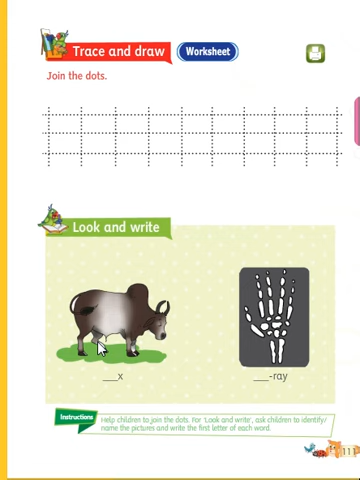 Trace and draw
Worksheet
Join the dots.
Look and write
___x
___-ray
Instructions
Help children to join the dots. For 'Look and write', ask children to identify/
name the pictures and write the first letter of each word.
111